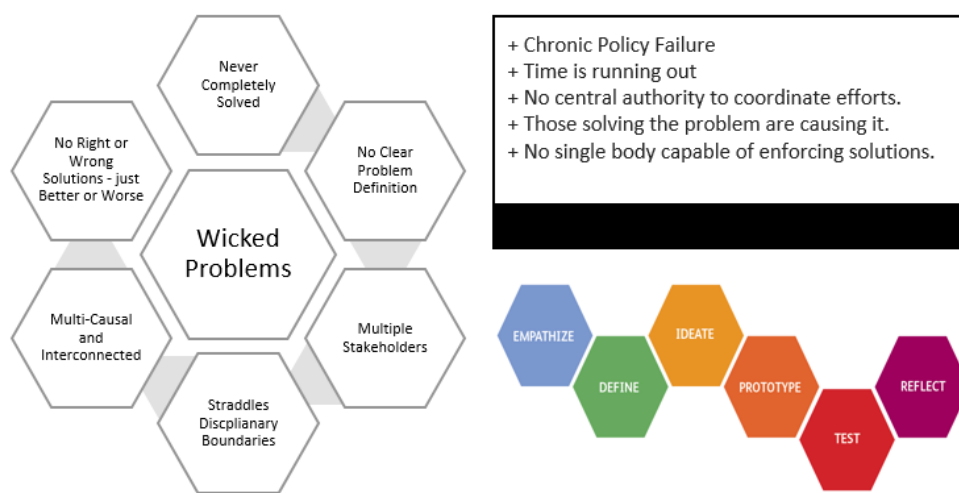 Never
Completely
Solved
No Clear
Problem
Definition
Multiple
Stakeholders
Straddles
Discplianary
Boundaries
Multi-Causal
and
Interconnected
No Right or
Wrong
Solutions - just
Better or Worse
Wicked
Problems
+ Chronic Policy Failure
+ Time is running out
+ No central authority to coordinate efforts.
+ Those solving the problem are causing it.
+ No single body capable of enforcing solutions.
EMPATHIZE
DEFINE
IDEATE
PROTOTYPE
TEST
REFLECT